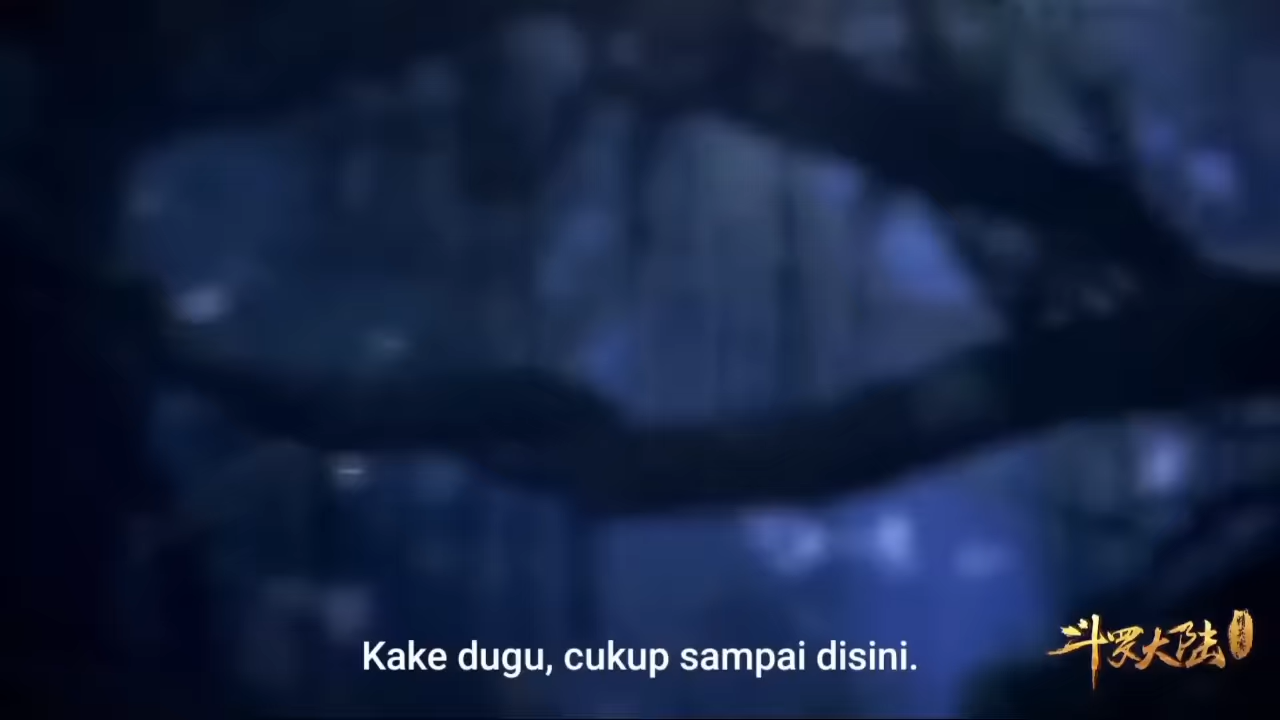 Kake dugu, cukup sampai disini.
斗罗大陆